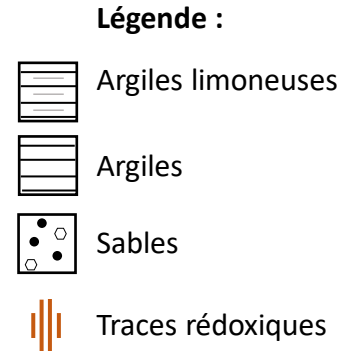 Légende :
Argiles limoneuses
Argiles
Sables
Traces rédoxiques